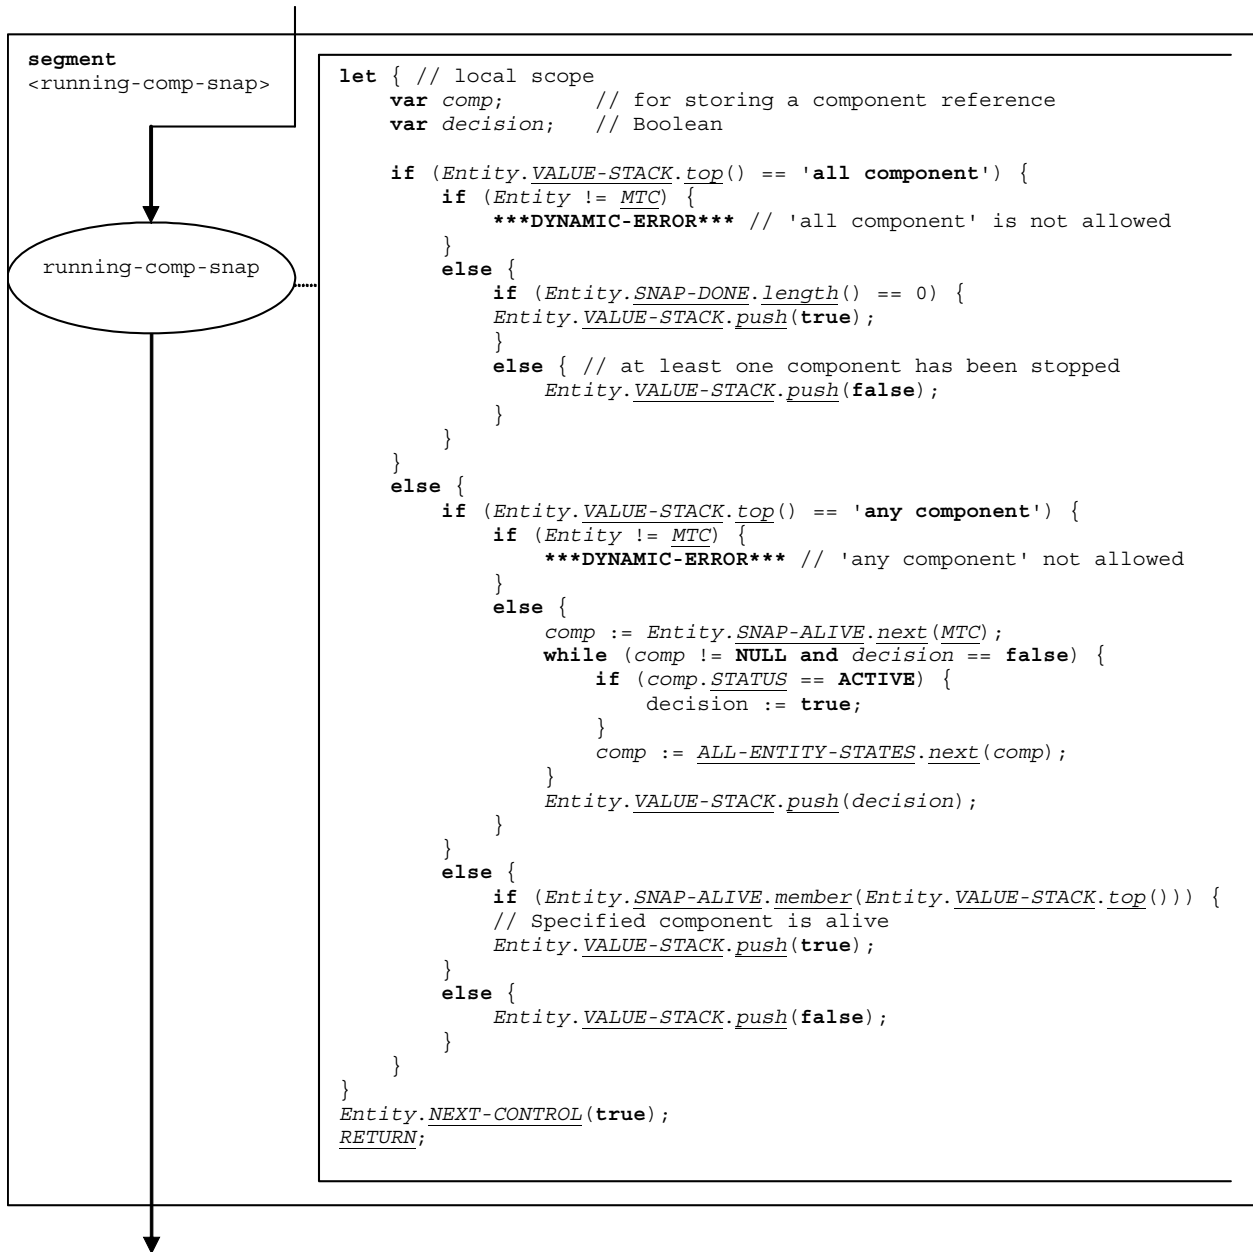 segment
<running-comp-snap>
running-comp-snap
let { // local scope
    var comp;        // for storing a component reference
    var decision;   // Boolean
    if (Entity.VALUE-STACK.top() == 'all component') {
        if (Entity != MTC) {
            ***DYNAMIC-ERROR*** // 'all component' is not allowed
        }
        else {
            if (Entity.SNAP-DONE.length() == 0) {
            Entity.VALUE-STACK.push(true);
            }
            else { // at least one component has been stopped
                Entity.VALUE-STACK.push(false);
            }
        }
    }
    else {
        if (Entity.VALUE-STACK.top() == 'any component') {
            if (Entity != MTC) {
                ***DYNAMIC-ERROR*** // 'any component' not allowed
            }
            else {
                comp := Entity.SNAP-ALIVE.next(MTC);
                while (comp != NULL and decision == false) {
                    if (comp.STATUS == ACTIVE) {
                        decision := true;
                    }
                    comp := ALL-ENTITY-STATES.next(comp);
                }
                Entity.VALUE-STACK.push(decision);
            }
        }
        else {
            if (Entity.SNAP-ALIVE.member(Entity.VALUE-STACK.top())) {
            // Specified component is alive
            Entity.VALUE-STACK.push(true);
        }
        else {
            Entity.VALUE-STACK.push(false);
        }
    }
}
Entity.NEXT-CONTROL(true);
RETURN;